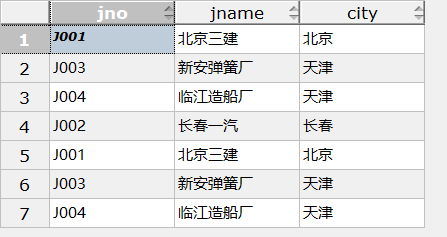 jno jname city
1 J001 北京三建 北京
2 J003 新安弹簧厂 天津
3 J004 临江造船厂 天津
4 J002 长春一汽 长春
5 J001 北京三建 北京
6 J003 新安弹簧厂 天津
7 J004 临江造船厂 天津